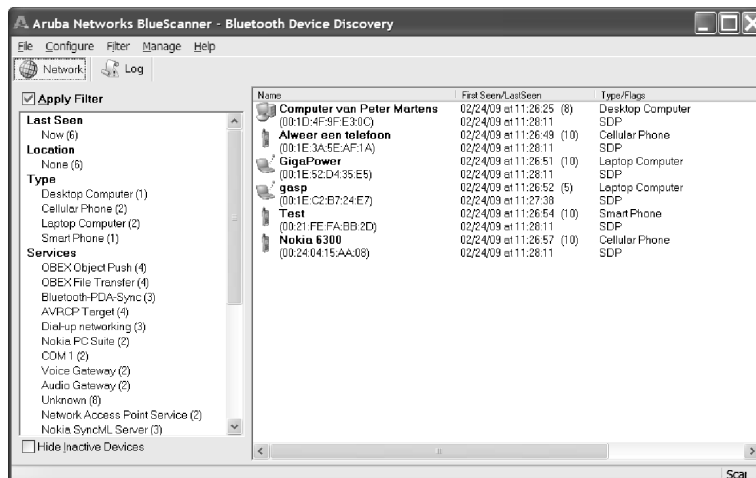 Aruba Networks BlueScanner - Bluetooth Device Discovery
File Configure Filter Manage Help
Network Log
Apply Filter
Last Seen
Now (6)
Location
None (6)
Type
Desktop Computer (1)
Cellular Phone (2)
Laptop Computer (2)
Smart Phone (1)
Services
OBEX Object Push (4)
OBEX File Transfer (4)
Bluetooth-PDA-Sync (3)
AVRCP Target (4)
Dial-up networking (3)
Nokia PC Suite (2)
COM 1 (2)
Voice Gateway (2)
Audio Gateway (2)
Unknown (8)
Network Access Point Service (2)
Nokia SyncML Server (3)
Hide Inactive Devices
Name First Seen/LastSeen Type/Flags
Computer van Peter Martens 02/24/09 at 11:26:25 (8) Desktop Computer
(00:1D:4F:9F:E3:0C) 02/24/09 at 11:28:11 SDP
Alweer een telefoon 02/24/09 at 11:26:49 (10) Cellular Phone
(00:1E:3A:5E:AF:1A) 02/24/09 at 11:28:11 SDP
GigaPower 02/24/09 at 11:26:51 (10) Laptop Computer
(00:1E:52:D4:35:E5) 02/24/09 at 11:28:11 SDP
gasp 02/24/09 at 11:26:52 (5) Laptop Computer
(00:1E:C2:B7:24:E7) 02/24/09 at 11:27:38 SDP
Test 02/24/09 at 11:26:54 (10) Smart Phone
(00:21:FE:FA:BB:2D) 02/24/09 at 11:28:11 SDP
Nokia 6300 02/24/09 at 11:26:57 (10) Cellular Phone
(00:24:04:15:AA:08) 02/24/09 at 11:28:11 SDP